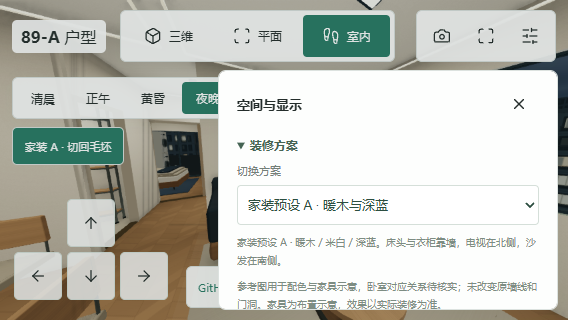 89-A 户型
三维
平面
室内
清晨
正午
黄昏
夜晚
家装 A · 切回毛坯
空间与显示
装修方案
切换方案
家装预设 A · 暖木与深蓝
家装预设 A · 暖木 / 米白 / 深蓝。床头与衣柜靠墙，电视在北侧，沙
发在南侧。
参考图用于配色与家具示意，卧室对应关系待核实；未改变原墙线和
门洞。家具为布置示意，效果以实际装修为准。
GitH